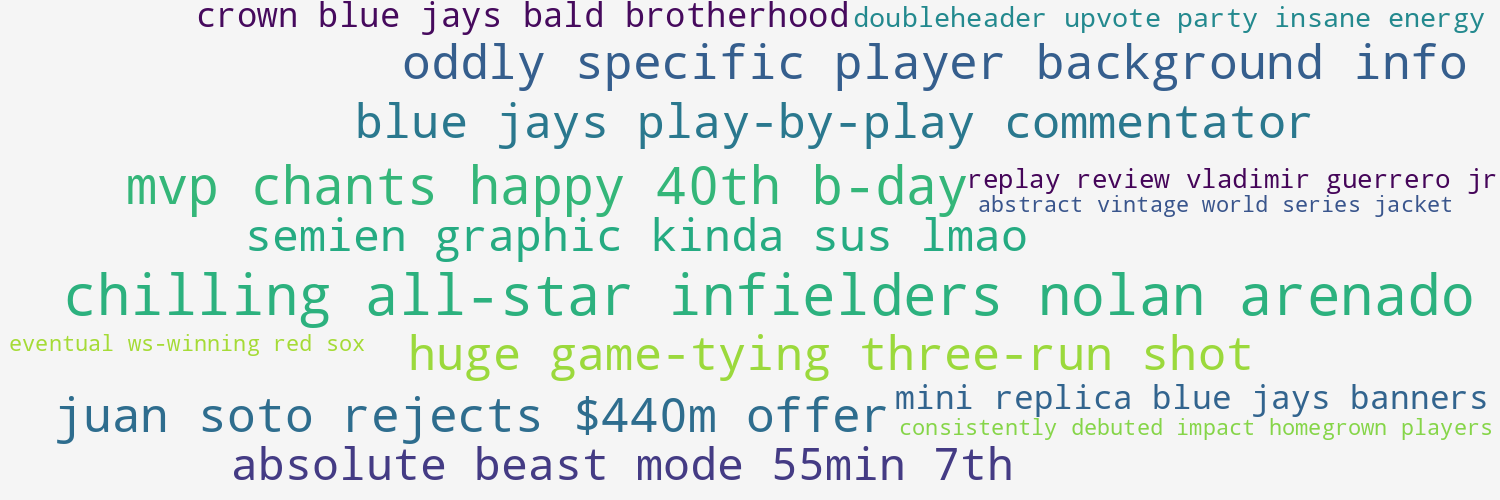 crown blue jays bald brotherhood
doubleheader upvote party insane energy
oddly specific player background info
blue jays play-by-play commentator
mvp chants happy 40th b-day
replay review vladimir guerrero jr
abstract vintage world series jacket
semien graphic kinda sus lmao
chilling all-star infielders nolan arenado
eventual ws-winning red sox
huge game-tying three-run shot
juan soto rejects $440m offer
mini replica blue jays banners
consistently debuted impact homegrown players
absolute beast mode 55min 7th